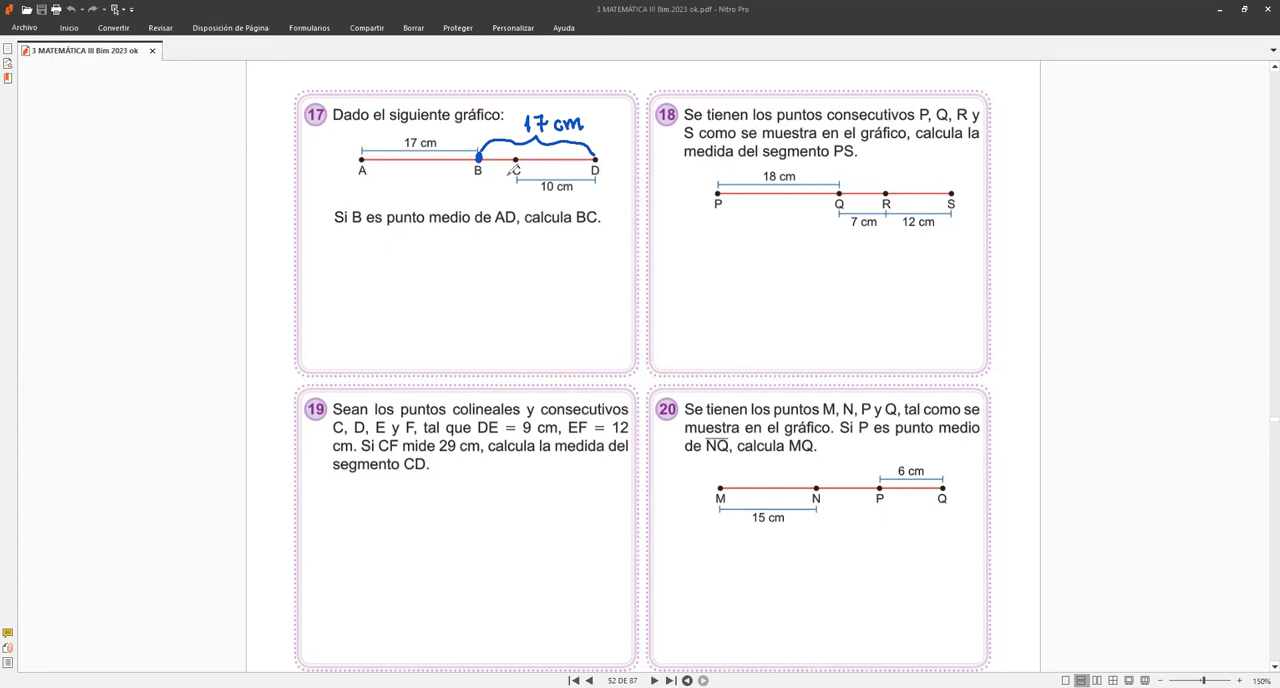 3 MATEMÁTICA III Bim 2023 ok.pdf - Nitro Pro
Archivo Inicio Convertir Revisar Disposición de Página Formularios Compartir Borrar Proteger Personalizar Ayuda
3 MATEMÁTICA III Bim 2023 ok
17 Dado el siguiente gráfico:
17 cm
17 cm
A B C D
10 cm
Si B es punto medio de AD, calcula BC.
18 Se tienen los puntos consecutivos P, Q, R y
S como se muestra en el gráfico, calcula la
medida del segmento PS.
18 cm
P Q R S
7 cm 12 cm
19 Sean los puntos colineales y consecutivos
C, D, E y F, tal que DE = 9 cm, EF = 12
cm. Si CF mide 29 cm, calcula la medida del
segmento CD.
20 Se tienen los puntos M, N, P y Q, tal como se
muestra en el gráfico. Si P es punto medio
de N͞Q͞, calcula MQ.
6 cm
M N P Q
15 cm
52 DE 87
150%